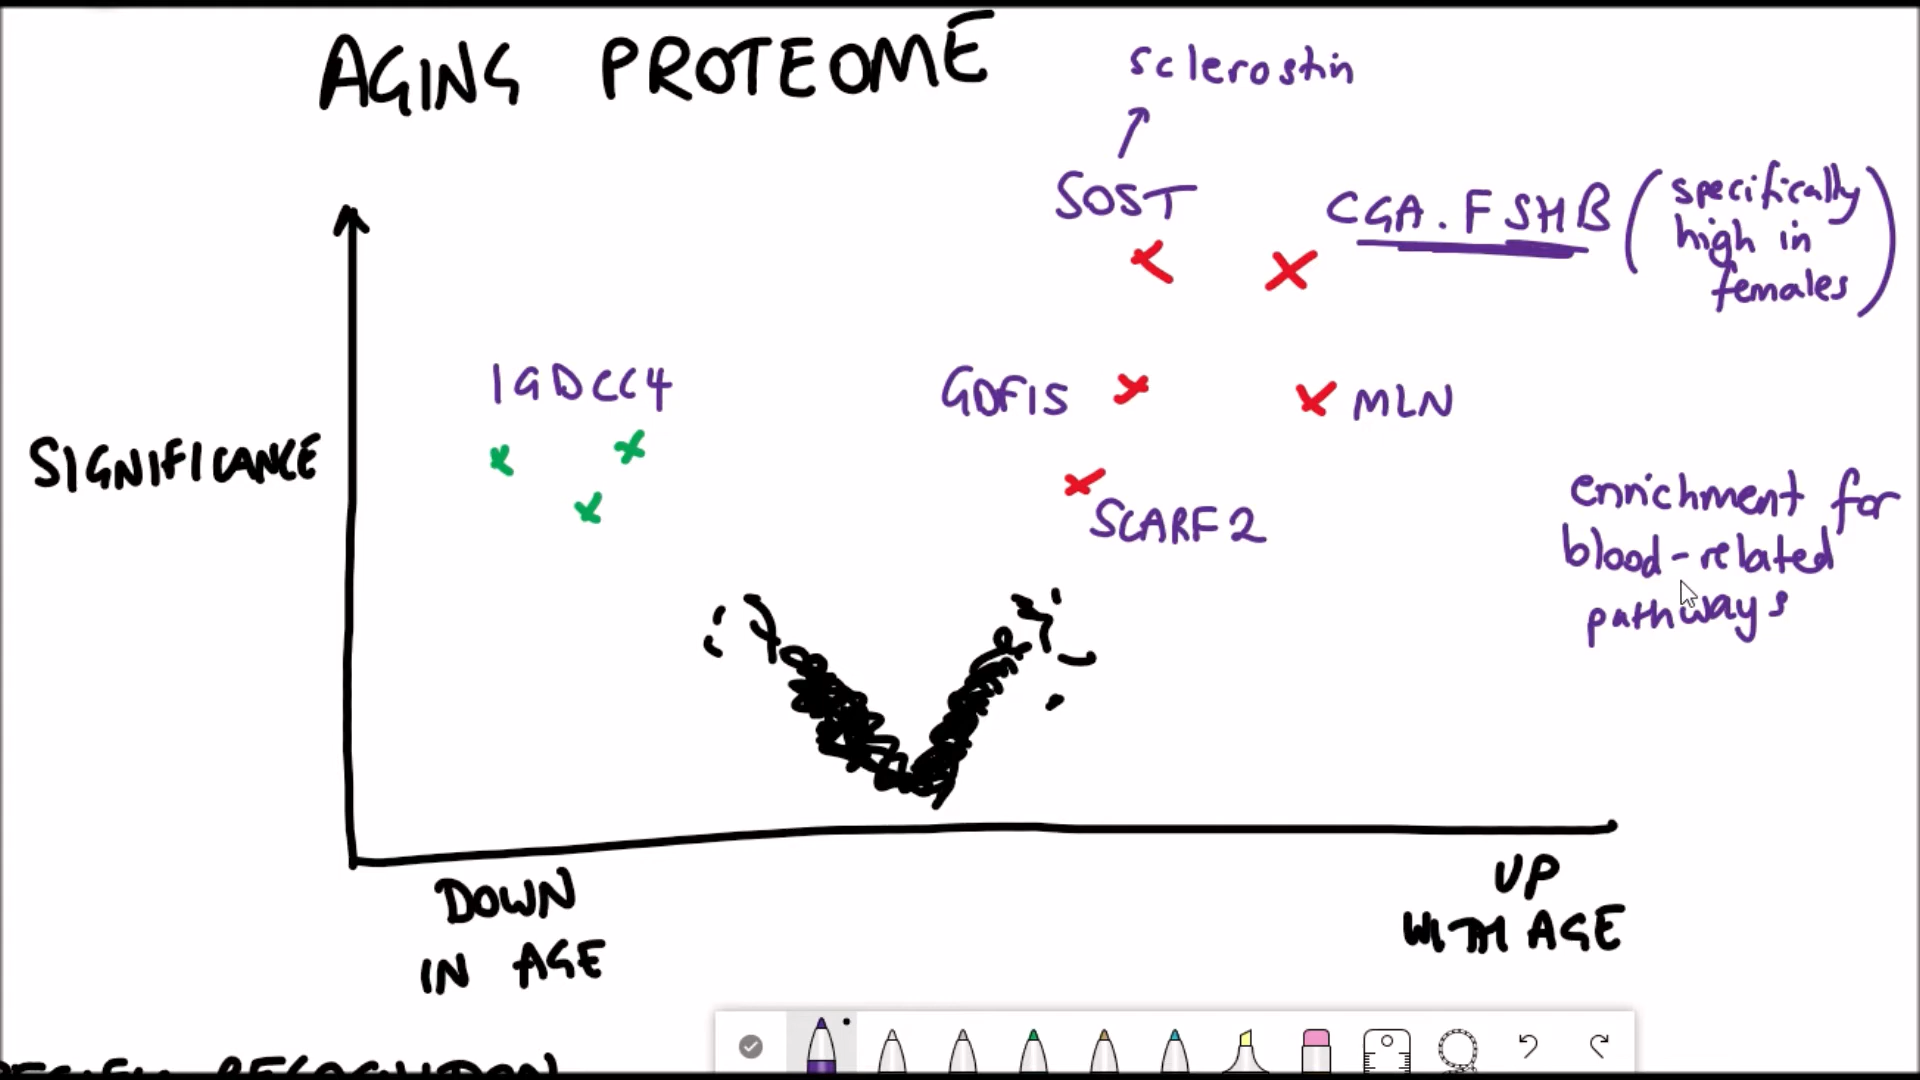 AGING PROTEOME
sclerostin
SOST
CGA.FSHB (specifically
high in
females)
IGDCC4
GDF15
MLN
SIGNIFICANCE
SCARF2
enrichment for
blood-related
pathways
DOWN
IN AGE
UP
WITH AGE